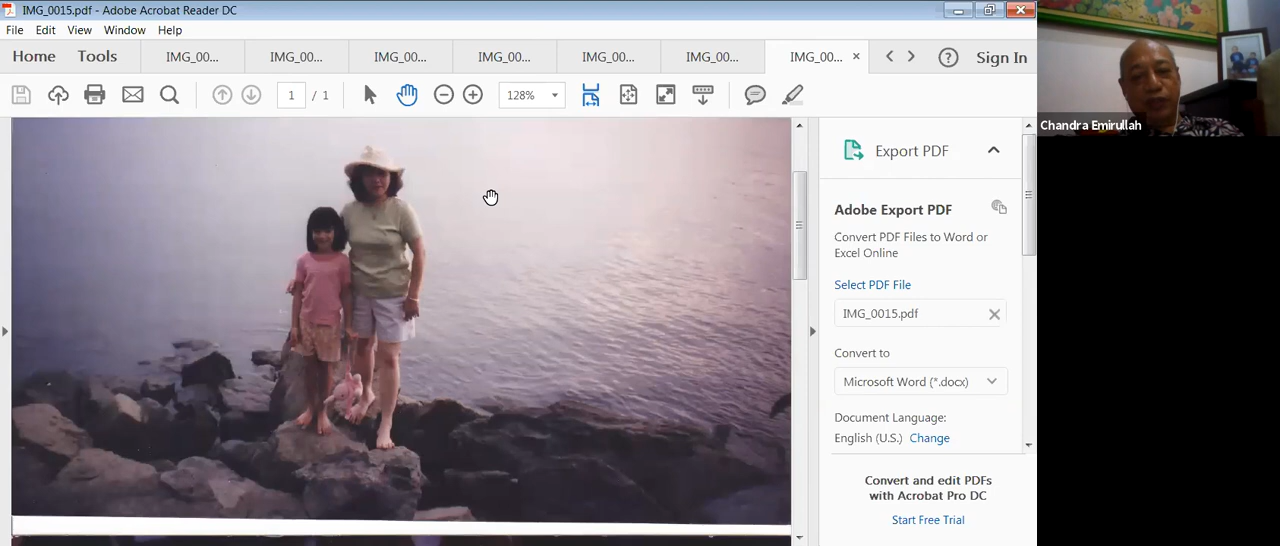 IMG_0015.pdf - Adobe Acrobat Reader DC
File Edit View Window Help
Home Tools IMG_00... IMG_00... IMG_00... IMG_00... IMG_00... IMG_00... IMG_00... × Sign In
1 / 1 128%
Chandra Emirullah
Export PDF
Adobe Export PDF
Convert PDF Files to Word or
Excel Online
Select PDF File
IMG_0015.pdf
Convert to
Microsoft Word (*.docx)
Document Language:
English (U.S.) Change
Convert and edit PDFs
with Acrobat Pro DC
Start Free Trial